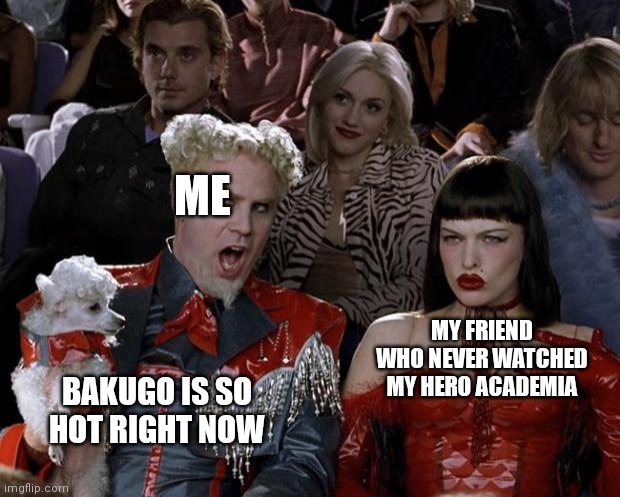 ME
MY FRIEND
WHO NEVER WATCHED
MY HERO ACADEMIA
BAKUGO IS SO
HOT RIGHT NOW
imgflip.com